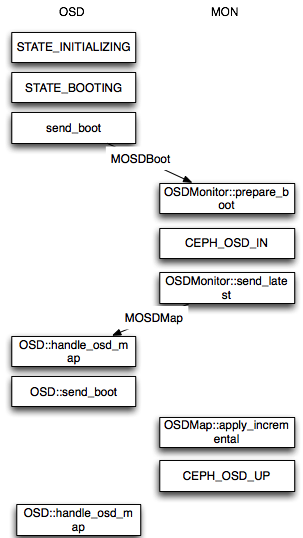 OSD MON
STATE_INITIALIZING
STATE_BOOTING
send_boot
MOSDBoot
OSDMonitor::prepare_b
oot
CEPH_OSD_IN
OSDMonitor::send_late
st
MOSDMap
OSD::handle_osd_m
ap
OSD::send_boot
OSDMap::apply_increm
ental
CEPH_OSD_UP
OSD::handle_osd_m
ap